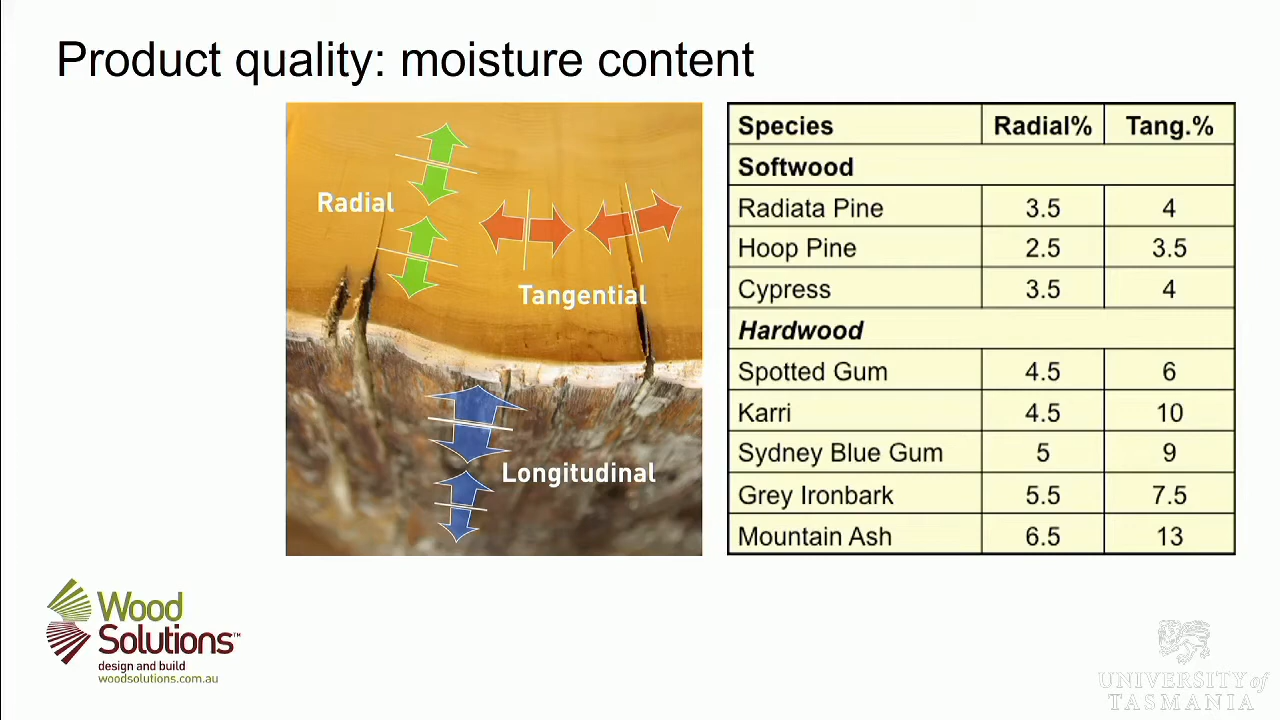 Product quality: moisture content
Radial
Tangential
Longitudinal
Species Radial% Tang.%
Softwood
Radiata Pine 3.5 4
Hoop Pine 2.5 3.5
Cypress 3.5 4
Hardwood
Spotted Gum 4.5 6
Karri 4.5 10
Sydney Blue Gum 5 9
Grey Ironbark 5.5 7.5
Mountain Ash 6.5 13
Wood
Solutions™
design and build
woodsolutions.com.au
UNIVERSITY of
TASMANIA